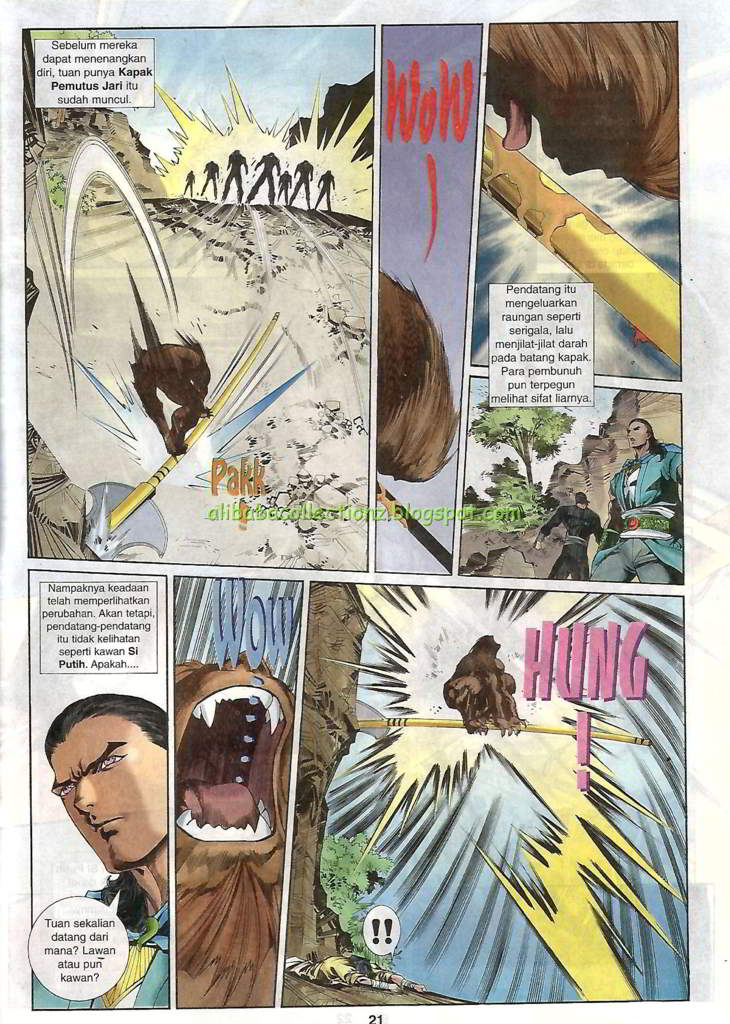 Sebelum mereka
dapat menenangkan
diri, tuan punya Kapak
Pemutus Jari itu
sudah muncul.
Pakk
!
WOW
!
Pendatang itu
mengeluarkan
raungan seperti
serigala, lalu
menjilat-jilat darah
pada batang kapak.
Para pembunuh
pun terpegun
melihat sifat liarnya.
alibabacollectionz.blogspot.com
Nampaknya keadaan
telah memperlihatkan
perubahan. Akan tetapi,
pendatang-pendatang
itu tidak kelihatan
seperti kawan Si
Putih. Apakah....
Tuan sekalian
datang dari
mana? Lawan
atau pun
kawan?
WOW
HUNG
!
!!
21